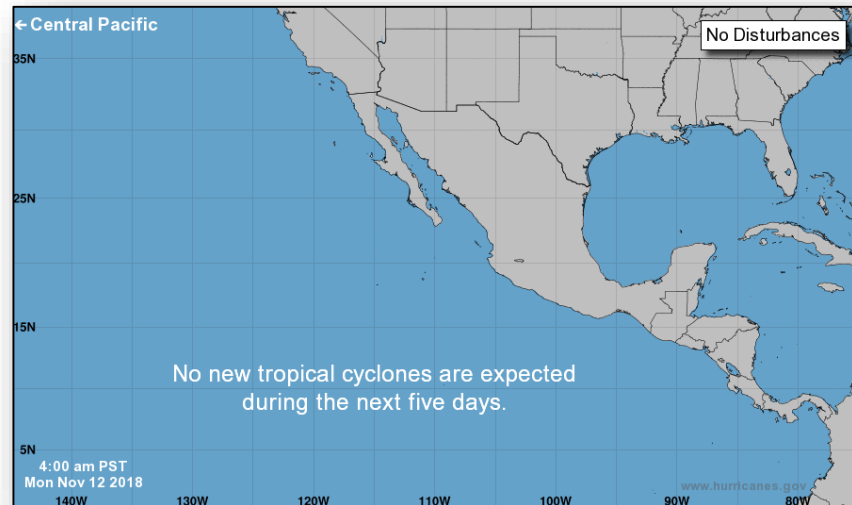 ← Central Pacific
No Disturbances
35N
25N
15N
No new tropical cyclones are expected
during the next five days.
5N
4:00 am PST
Mon Nov 12 2018
www.hurricanes.gov
140W
130W
120W
110W
100W
90W
80W